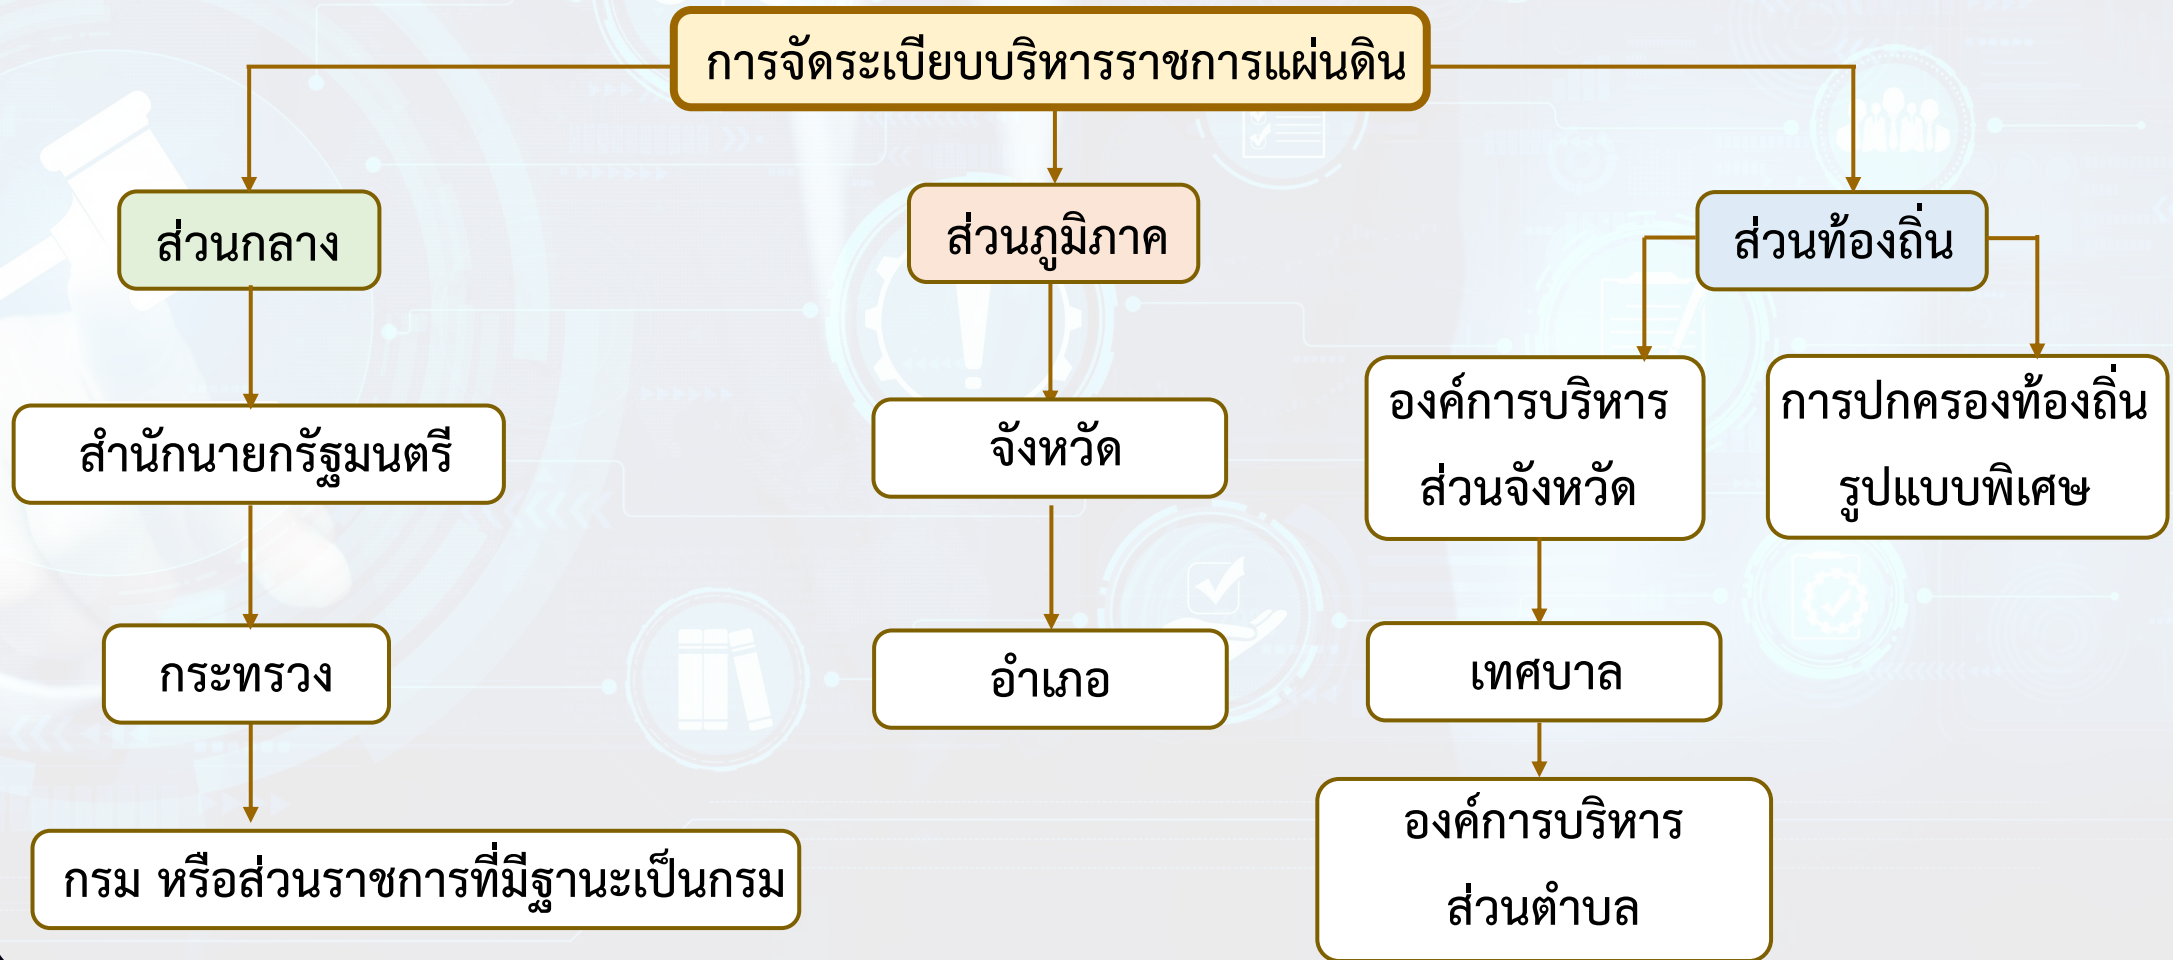 การจัดระเบียบบริหารราชการแผ่นดิน
ส่วนกลาง
ส่วนภูมิภาค
ส่วนท้องถิ่น
สำนักนายกรัฐมนตรี
จังหวัด
องค์การบริหาร
ส่วนจังหวัด
การปกครองท้องถิ่น
รูปแบบพิเศษ
กระทรวง
อำเภอ
เทศบาล
กรม หรือส่วนราชการที่มีฐานะเป็นกรม
องค์การบริหาร
ส่วนตำบล